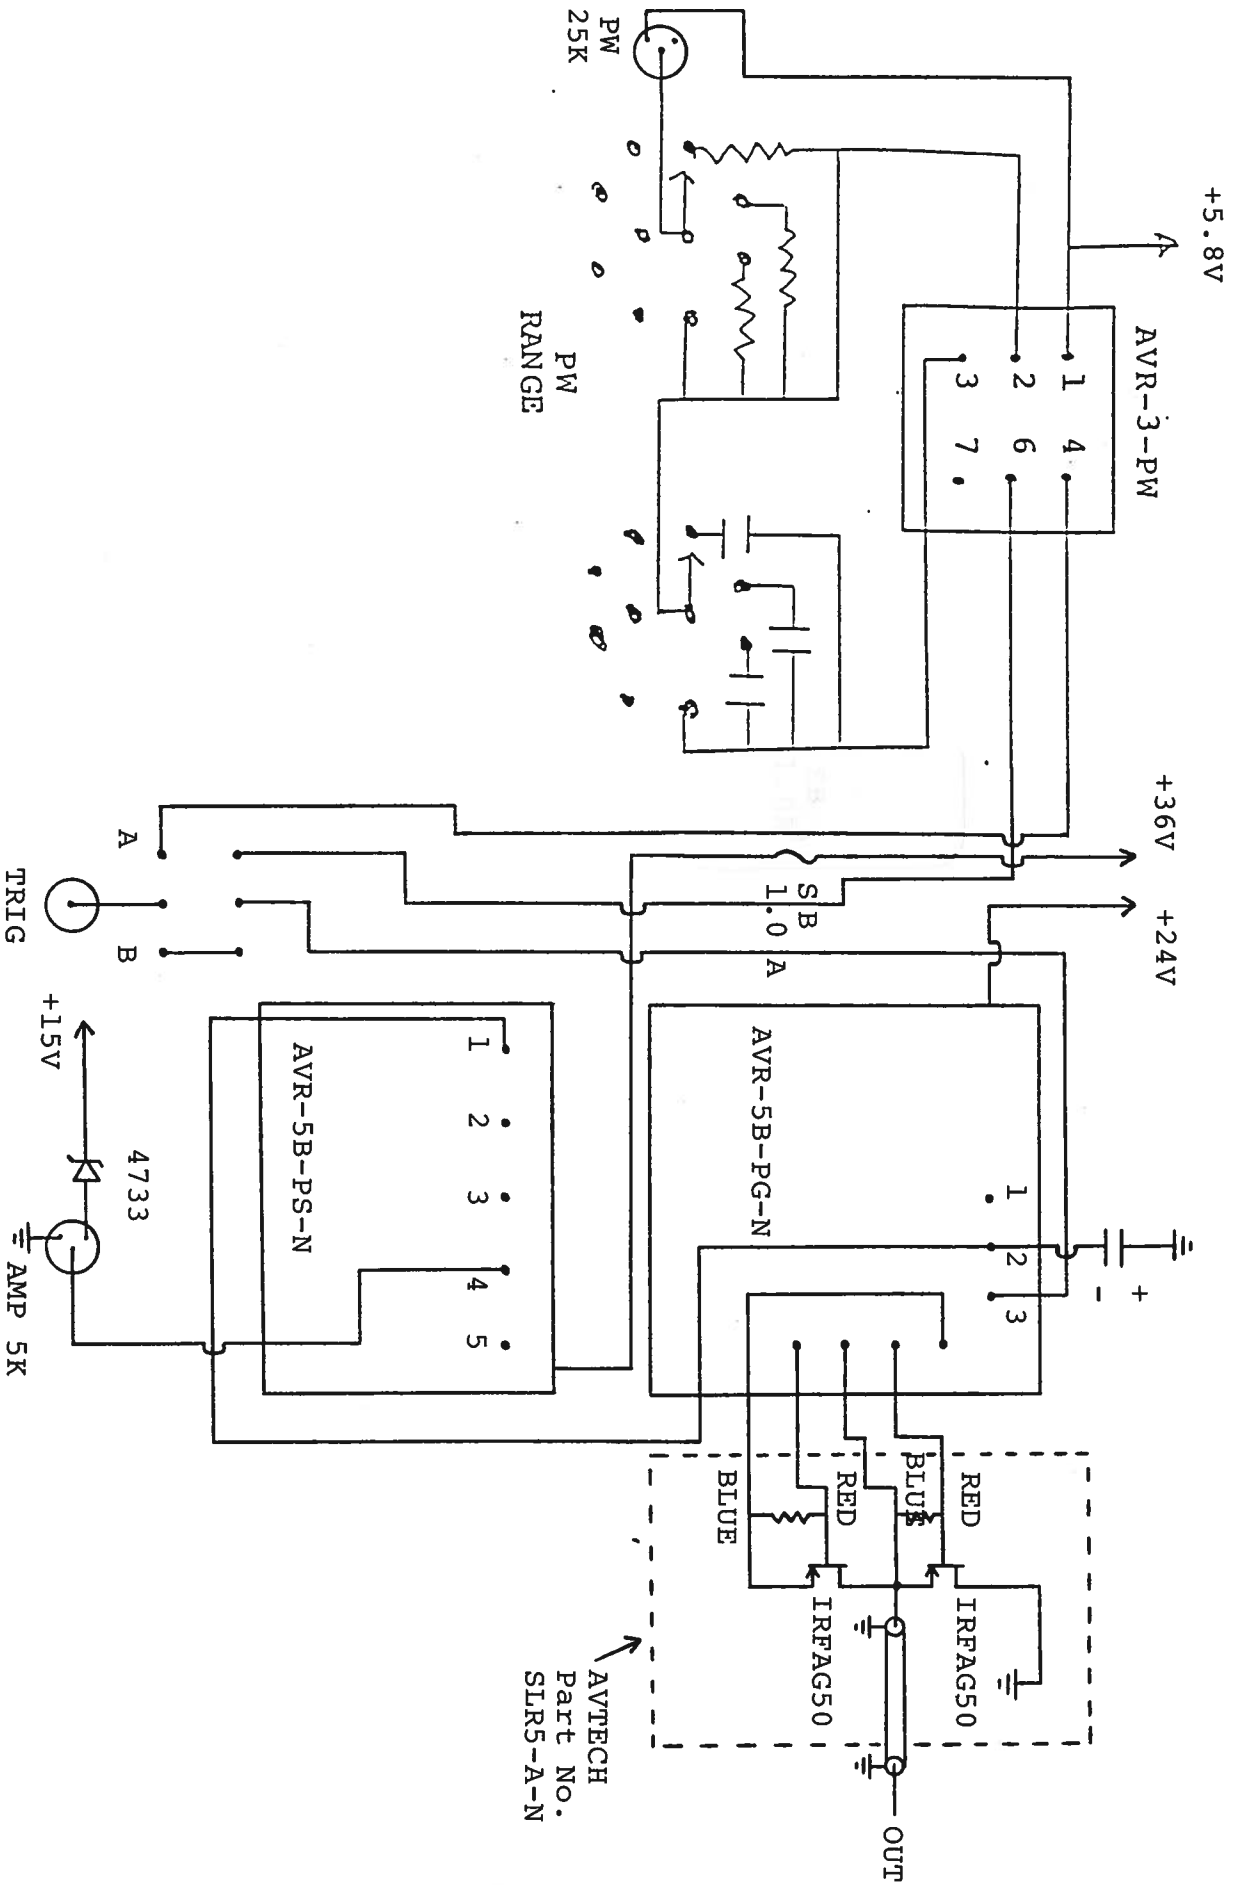 +5.8V
AVR-3-PW
1 4
2 6
3 7
PW
25K
PW
RANGE
+36V
+24V
SB
1.0 A
A
B
TRIG
AVR-5B-PG-N
1
2
3
- +
+15V
4733
AMP 5K
AVR-5B-PS-N
1
2
3
4
5
RED
BLUE
RED
BLUE
IRFAG50
IRFAG50
OUT
AVTECH
Part No.
SLR5-A-N